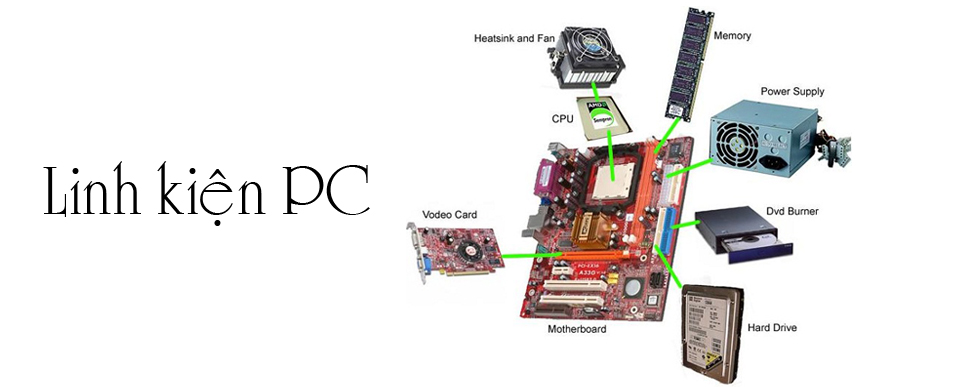 Linh kiện PC
Heatsink and Fan
Memory
CPU
AMD
Sempron
Power Supply
Vodeo Card
Dvd Burner
Motherboard
Hard Drive